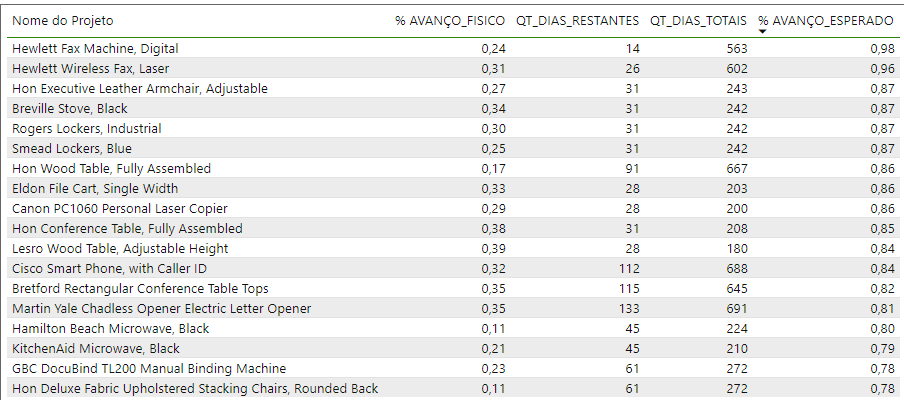 Nome do Projeto % AVANÇO_FISICO QT_DIAS_RESTANTES QT_DIAS_TOTAIS % AVANÇO_ESPERADO
Hewlett Fax Machine, Digital 0,24 14 563 0,98
Hewlett Wireless Fax, Laser 0,31 26 602 0,96
Hon Executive Leather Armchair, Adjustable 0,27 31 243 0,87
Breville Stove, Black 0,34 31 242 0,87
Rogers Lockers, Industrial 0,30 31 242 0,87
Smead Lockers, Blue 0,25 31 242 0,87
Hon Wood Table, Fully Assembled 0,17 91 667 0,86
Eldon File Cart, Single Width 0,33 28 203 0,86
Canon PC1060 Personal Laser Copier 0,29 28 200 0,86
Hon Conference Table, Fully Assembled 0,38 31 208 0,85
Lesro Wood Table, Adjustable Height 0,39 28 180 0,84
Cisco Smart Phone, with Caller ID 0,32 112 688 0,84
Bretford Rectangular Conference Table Tops 0,35 115 645 0,82
Martin Yale Chadless Opener Electric Letter Opener 0,35 133 691 0,81
Hamilton Beach Microwave, Black 0,11 45 224 0,80
KitchenAid Microwave, Black 0,21 45 210 0,79
GBC DocuBind TL200 Manual Binding Machine 0,23 61 272 0,78
Hon Deluxe Fabric Upholstered Stacking Chairs, Rounded Back 0,11 61 272 0,78